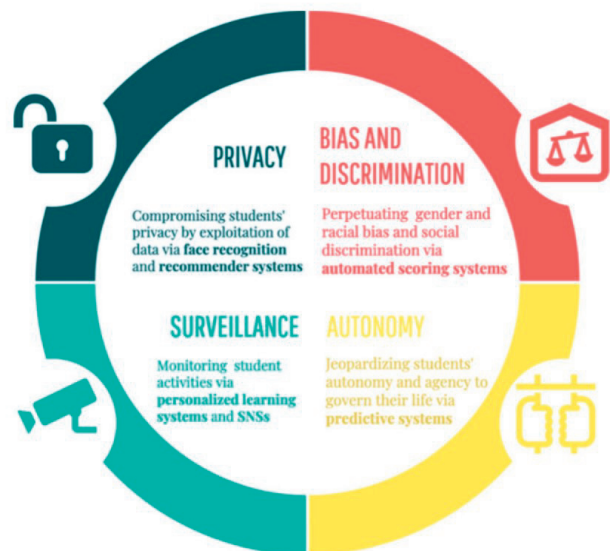 PRIVACY
Compromising students'
privacy by exploitation of
data via face recognition
and recommender systems
BIAS AND
DISCRIMINATION
Perpetuating gender and
racial bias and social
discrimination via
automated scoring systems
SURVEILLANCE
Monitoring student
activities via
personalized learning
systems and SNSs
AUTONOMY
Jeopardizing students'
autonomy and agency to
govern their life via
predictive systems